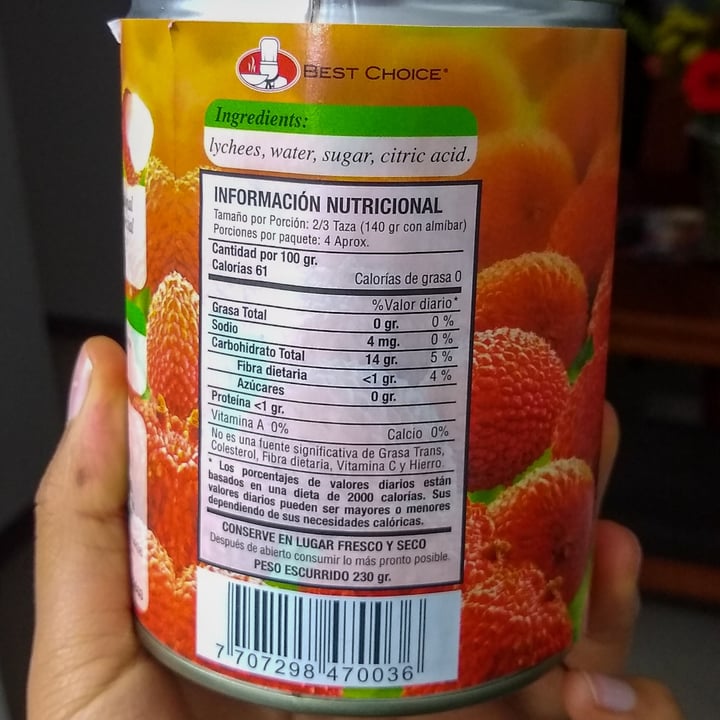 BEST CHOICE®
Ingredients:
lychees, water, sugar, citric acid.
INFORMACIÓN NUTRICIONAL
Tamaño por Porción: 2/3 Taza (140 gr con almíbar)
Porciones por paquete: 4 Aprox.
Cantidad por 100 gr.
Calorías 61 Calorías de grasa 0
%Valor diario*
Grasa Total 0 gr. 0 %
Sodio 4 mg. 0 %
Carbohidrato Total 14 gr. 5 %
Fibra dietaria <1 gr. 4 %
Azúcares 0 gr.
Proteína <1 gr.
Vitamina A 0% Calcio 0%
No es una fuente significativa de Grasa Trans,
Colesterol, Fibra dietaria, Vitamina C y Hierro.
* Los porcentajes de valores diarios están
basados en una dieta de 2000 calorías. Sus
valores diarios pueden ser mayores o menores
dependiendo de sus necesidades calóricas.
CONSERVE EN LUGAR FRESCO Y SECO
Después de abierto consumir lo más pronto posible.
PESO ESCURRIDO 230 gr.
7 707298 470036